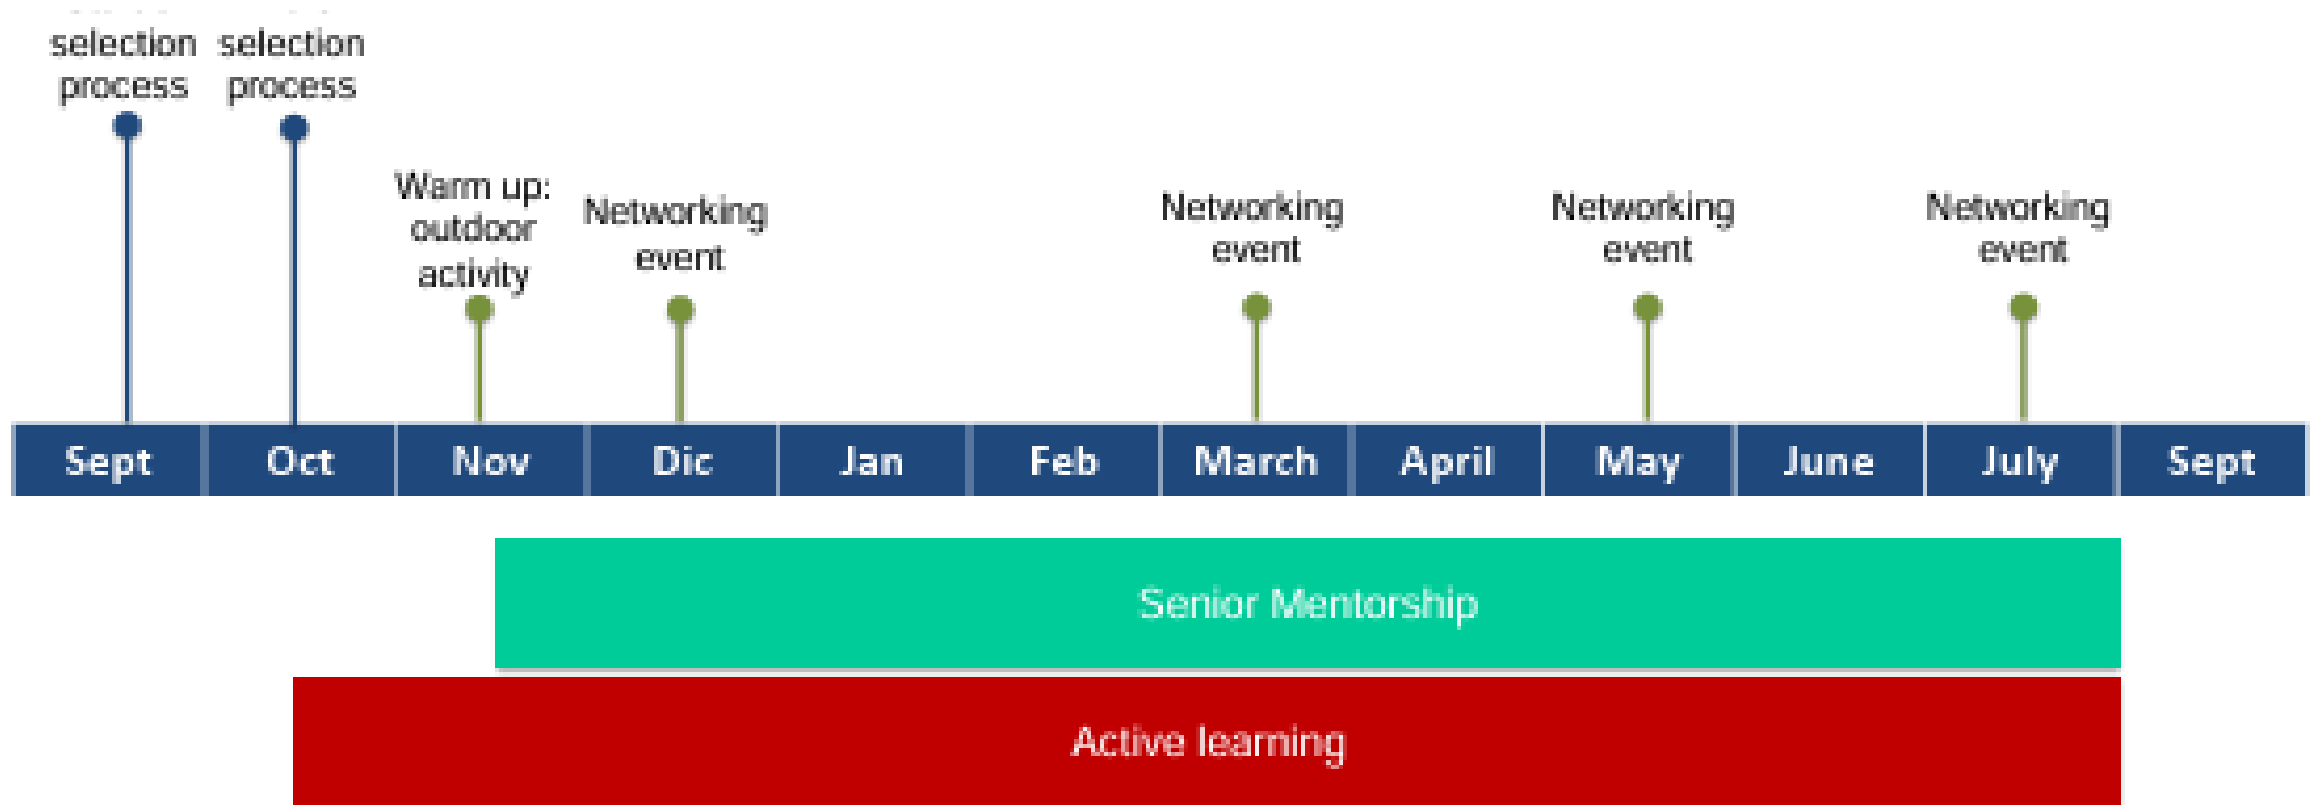 selection selection
process process
Warm up:
outdoor
activity
Networking
event
Networking
event
Networking
event
Networking
event
Sept Oct Nov Dic Jan Feb March April May June July Sept
Senior Mentorship
Active learning